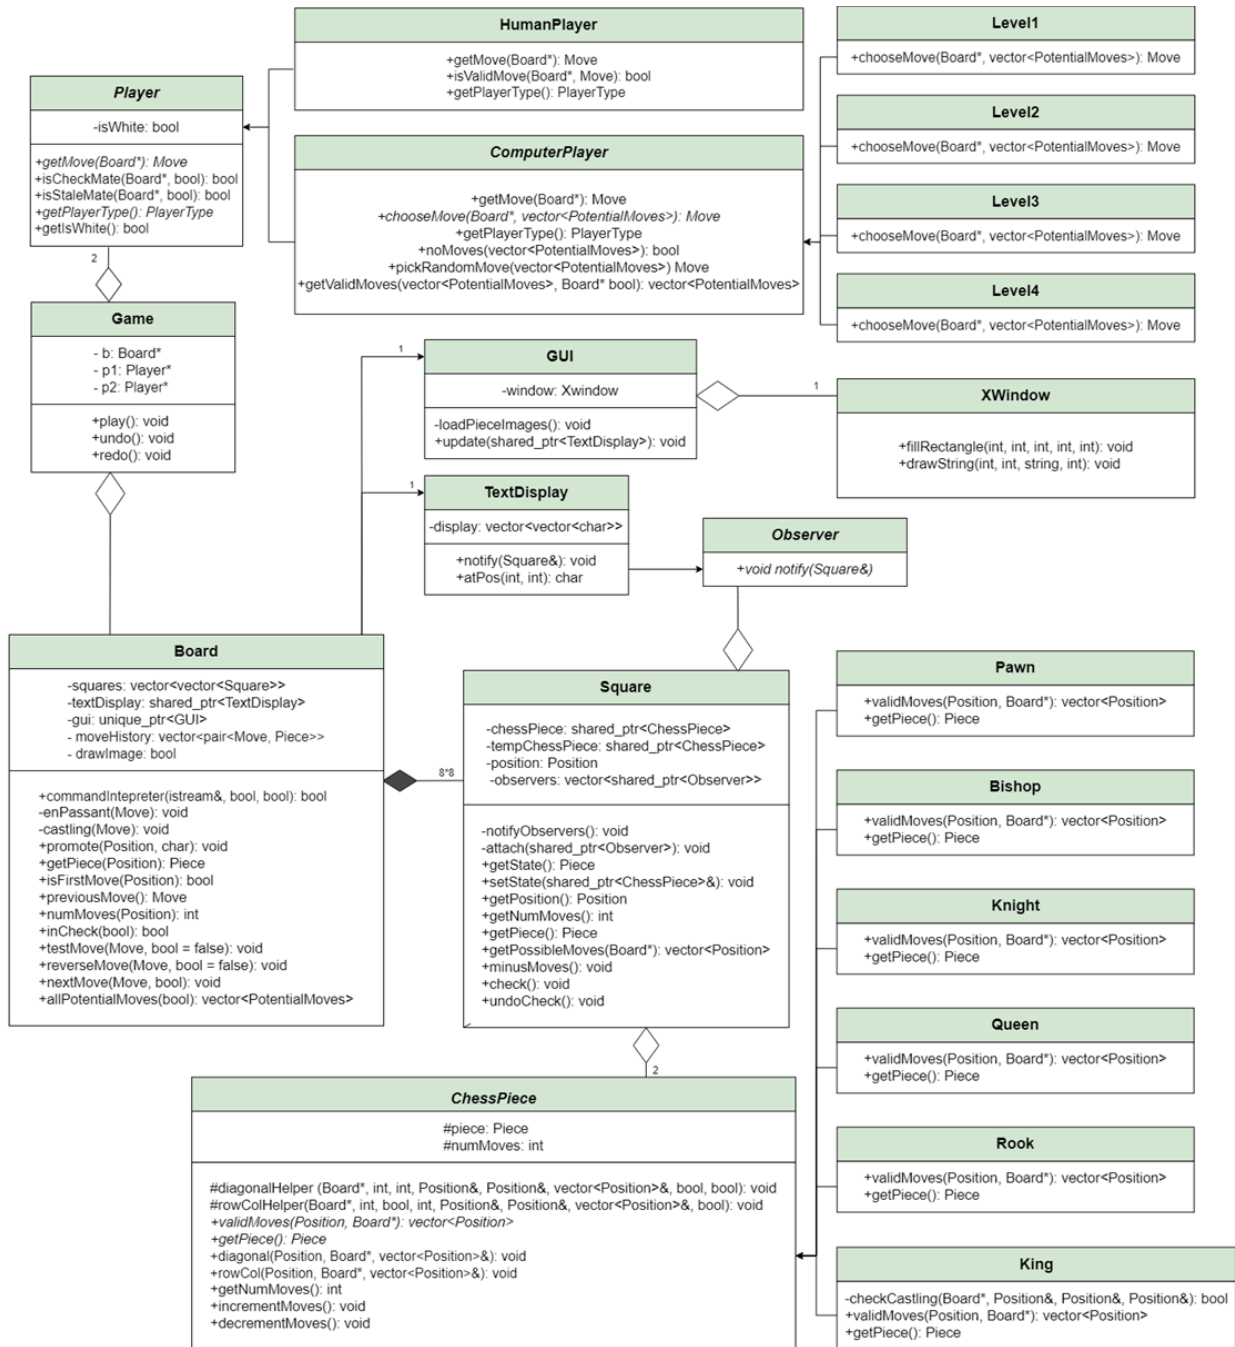 HumanPlayer
+getMove(Board*): Move
+isValidMove(Board*, Move): bool
+getPlayerType(): PlayerType
Level1
+chooseMove(Board*, vector<PotentialMoves>): Move
Player
-isWhite: bool
+getMove(Board*): Move
+isCheckMate(Board*, bool): bool
+isStaleMate(Board*, bool): bool
+getPlayerType(): PlayerType
+getIsWhite(): bool
Level2
+chooseMove(Board*, vector<PotentialMoves>): Move
ComputerPlayer
+getMove(Board*): Move
+chooseMove(Board*, vector<PotentialMoves>): Move
+getPlayerType(): PlayerType
+noMoves(vector<PotentialMoves>): bool
+pickRandomMove(vector<PotentialMoves>) Move
+getValidMoves(vector<PotentialMoves>, Board* bool): vector<PotentialMoves>
Level3
+chooseMove(Board*, vector<PotentialMoves>): Move
Level4
+chooseMove(Board*, vector<PotentialMoves>): Move
2
Game
- b: Board*
- p1: Player*
- p2: Player*
+play(): void
+undo(): void
+redo(): void
1
GUI
-window: Xwindow
-loadPieceImages(): void
+update(shared_ptr<TextDisplay>): void
1
XWindow
+fillRectangle(int, int, int, int, int): void
+drawString(int, int, string, int): void
1
TextDisplay
-display: vector<vector<char>>
+notify(Square&): void
+atPos(int, int): char
Observer
+void notify(Square&)
Board
-squares: vector<vector<Square>>
-textDisplay: shared_ptr<TextDisplay>
-gui: unique_ptr<GUI>
- moveHistory: vector<pair<Move, Piece>>
- drawImage: bool
+commandIntepreter(istream&, bool, bool): bool
-enPassant(Move): void
-castling(Move): void
+promote(Position, char): void
+getPiece(Position): Piece
+isFirstMove(Position): bool
+previousMove(): Move
+numMoves(Position): int
+inCheck(bool): bool
+testMove(Move, bool = false): void
+reverseMove(Move, bool = false): void
+nextMove(Move, bool): void
+allPotentialMoves(bool): vector<PotentialMoves>
8*8
Square
-chessPiece: shared_ptr<ChessPiece>
-tempChessPiece: shared_ptr<ChessPiece>
-position: Position
-observers: vector<shared_ptr<Observer>>
-notifyObservers(): void
-attach(shared_ptr<Observer>): void
+getState(): Piece
+setState(shared_ptr<ChessPiece>&): void
+getPosition(): Position
+getNumMoves(): int
+getPiece(): Piece
+getPossibleMoves(Board*): vector<Position>
+minusMoves(): void
+check(): void
+undoCheck(): void
Pawn
+validMoves(Position, Board*): vector<Position>
+getPiece(): Piece
Bishop
+validMoves(Position, Board*): vector<Position>
+getPiece(): Piece
Knight
+validMoves(Position, Board*): vector<Position>
+getPiece(): Piece
Queen
+validMoves(Position, Board*): vector<Position>
+getPiece(): Piece
2
ChessPiece
#piece: Piece
#numMoves: int
#diagonalHelper (Board*, int, int, Position&, Position&, vector<Position>&, bool, bool): void
#rowColHelper(Board*, int, bool, int, Position&, Position&, vector<Position>&, bool): void
+validMoves(Position, Board*): vector<Position>
+getPiece(): Piece
+diagonal(Position, Board*, vector<Position>&): void
+rowCol(Position, Board*, vector<Position>&): void
+getNumMoves(): int
+incrementMoves(): void
+decrementMoves(): void
Rook
+validMoves(Position, Board*): vector<Position>
+getPiece(): Piece
King
-checkCastling(Board*, Position&, Position&, Position&): bool
+validMoves(Position, Board*): vector<Position>
+getPiece(): Piece